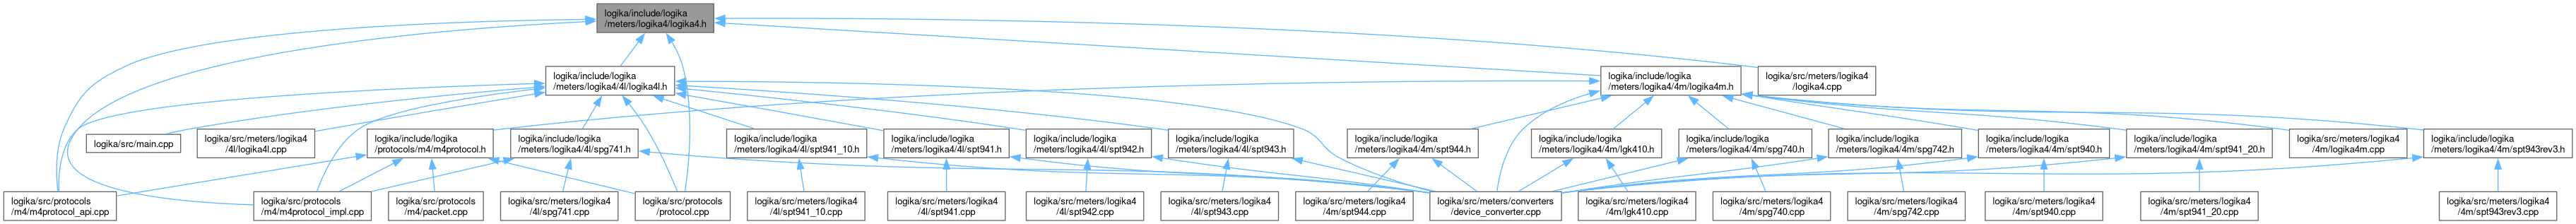 logika/include/logika
/meters/logika4/logika4.h
logika/include/logika
/meters/logika4/4l/logika4l.h
logika/include/logika
/meters/logika4/4m/logika4m.h
logika/src/meters/logika4
/logika4.cpp
logika/src/main.cpp
logika/src/meters/logika4
/4l/logika4l.cpp
logika/include/logika
/protocols/m4/m4protocol.h
logika/include/logika
/meters/logika4/4l/spg741.h
logika/include/logika
/meters/logika4/4l/spt941_10.h
logika/include/logika
/meters/logika4/4l/spt941.h
logika/include/logika
/meters/logika4/4l/spt942.h
logika/include/logika
/meters/logika4/4l/spt943.h
logika/include/logika
/meters/logika4/4m/spt944.h
logika/include/logika
/meters/logika4/4m/lgk410.h
logika/include/logika
/meters/logika4/4m/spg740.h
logika/include/logika
/meters/logika4/4m/spg742.h
logika/include/logika
/meters/logika4/4m/spt940.h
logika/include/logika
/meters/logika4/4m/spt941_20.h
logika/src/meters/logika4
/4m/logika4m.cpp
logika/include/logika
/meters/logika4/4m/spt943rev3.h
logika/src/protocols
/m4/m4protocol_api.cpp
logika/src/protocols
/m4/m4protocol_impl.cpp
logika/src/protocols
/m4/packet.cpp
logika/src/meters/logika4
/4l/spg741.cpp
logika/src/protocols
/protocol.cpp
logika/src/meters/logika4
/4l/spt941_10.cpp
logika/src/meters/logika4
/4l/spt941.cpp
logika/src/meters/logika4
/4l/spt942.cpp
logika/src/meters/logika4
/4l/spt943.cpp
logika/src/meters/logika4
/4m/spt944.cpp
logika/src/meters/converters
/device_converter.cpp
logika/src/meters/logika4
/4m/lgk410.cpp
logika/src/meters/logika4
/4m/spg740.cpp
logika/src/meters/logika4
/4m/spg742.cpp
logika/src/meters/logika4
/4m/spt940.cpp
logika/src/meters/logika4
/4m/spt941_20.cpp
logika/src/meters/logika4
/4m/spt943rev3.cpp